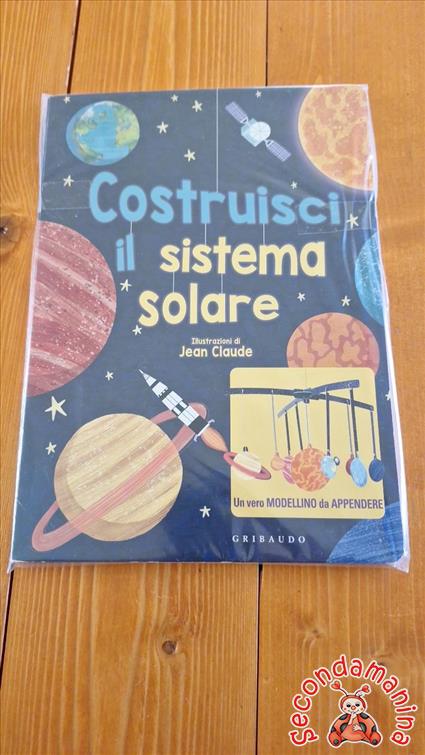 Costruisci
il sistema
solare
Illustrazioni di
Jean Claude
Un vero MODELLINO da APPENDERE
GRIBAUDO
secondamanina